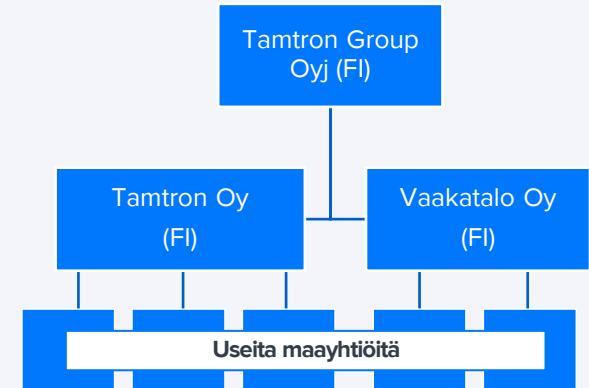 Tamtron Group
Oyj (FI)
Tamtron Oy
(FI)
Vaakatalo Oy
(FI)
Useita maayhtiöitä